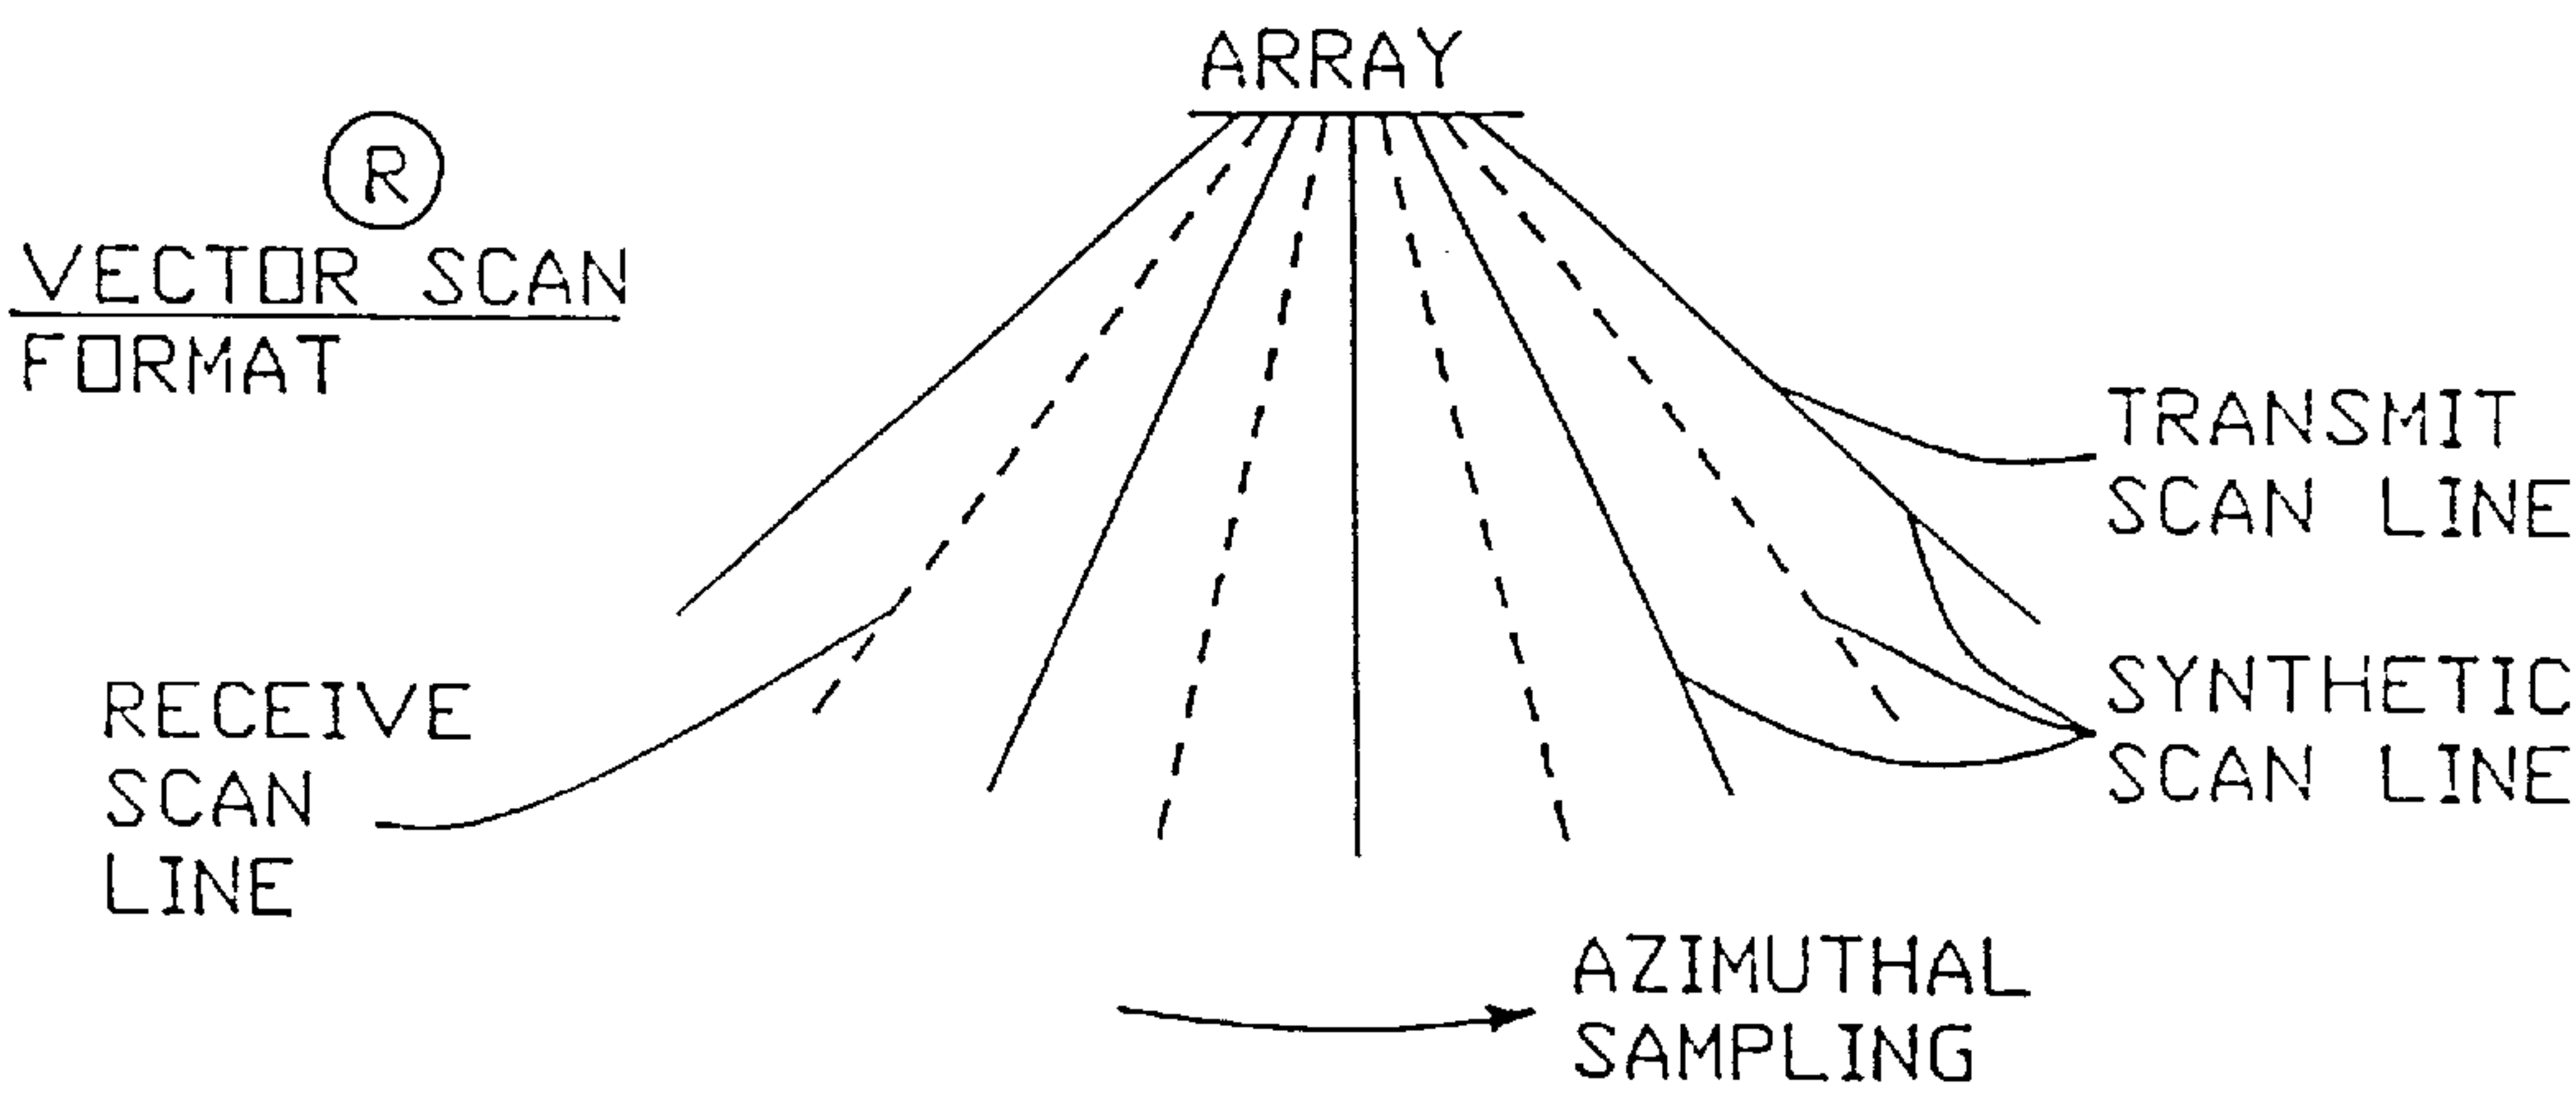 ARRAY
®
VECTOR SCAN
FORMAT
TRANSMIT
SCAN LINE
RECEIVE
SCAN
LINE
SYNTHETIC
SCAN LINE
AZIMUTHAL
SAMPLING